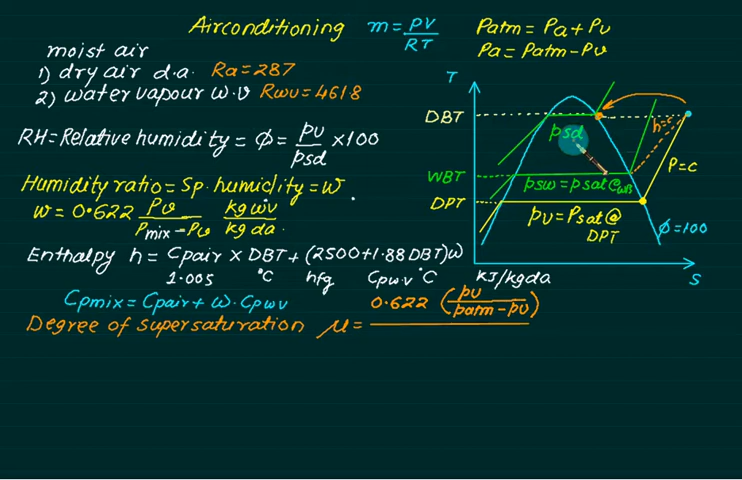 Airconditioning m = PV/RT Patm = Pa + Pv
Pa = Patm - Pv
moist air
1) dry air d.a. Ra = 287
2) water vapour w.v Rwv = 4618
RH = Relative humidity = φ = pv/psd × 100
Humidity ratio = Sp. humidity = w
w = 0.622 Pv/(Pmix - Pv) kg wv/kg da.
Enthalpy h = Cpair × DBT + (2500 + 1.88 DBT) w
1.005 °C hfg Cpw.v °C KJ/kgda
Cpmix = Cpair + w. Cpwv
Degree of supersaturation μ = 0.622 (pv/(patm - pv))
T
DBT
psd
h=c
WBT
psw = psat@WB
P=c
DPT
pv = Psat@
DPT
φ=100
S